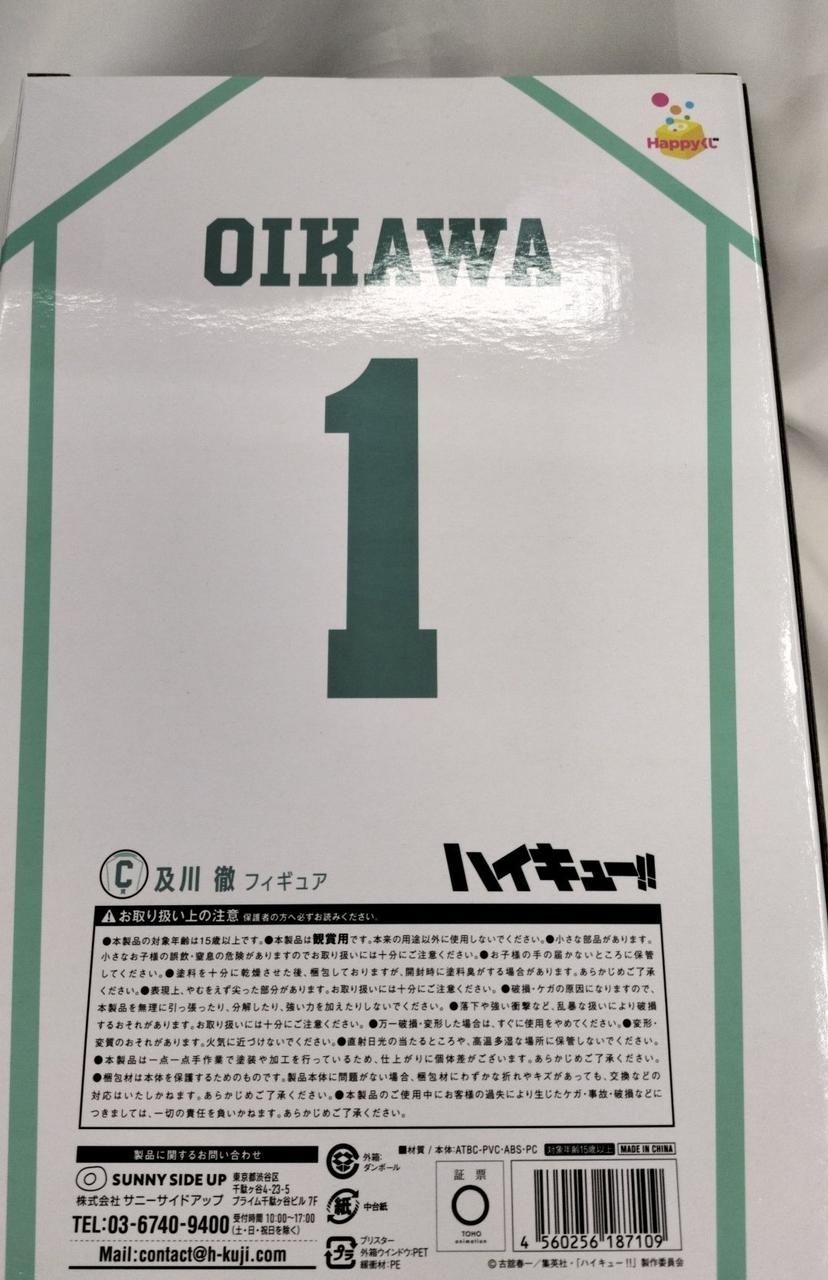 Happyくじ
OIKAWA
1
C賞 及川 徹 フィギュア
ハイキュー!!
お取り扱い上の注意 保護者の方へ必ずお読みください。
●本製品の対象年齢は15歳以上です。●本製品は観賞用です。本来の用途以外に使用しないでください。●小さな部品があります。
小さなお子様の誤飲・窒息の危険がありますのでお取り扱いには十分にご注意ください。●お子様の手の届かないところに保管
してください。●塗料を十分に乾燥させた後、梱包しておりますが、開封時に塗料臭がする場合があります。あらかじめご了承
ください。●表現上、やむをえず尖った部分があります。お取り扱いには十分にご注意ください。●破損・ケガの原因になりますので、
本製品を無理に引っ張ったり、分解したり、強い力を加えたりしないでください。●落下や強い衝撃など、乱暴な扱いにより破損
するおそれがあります。お取り扱いには十分にご注意ください。●万一破損・変形した場合は、すぐに使用をやめてください。●変形・
変質のおそれがあります。火気に近づけないでください。●直射日光の当たるところや、高温多湿な場所に保管しないでください。
●本製品は一点一点手作業で塗装や加工を行っているため、仕上がりに個体差がございます。あらかじめご了承ください。
●梱包材は本体を保護するためのものです。製品本体に問題がない場合、梱包材にわずかな折れやキズがあっても、交換などの
対応はいたしかねます。あらかじめご了承ください。●本製品のご使用中にお客様の過失により生じたケガ・事故・破損などに
つきましては、一切の責任を負いかねます。あらかじめご了承ください。
製品に関するお問い合わせ
SUNNY SIDE UP
株式会社 サニーサイドアップ
東京都渋谷区
千駄ヶ谷4-23-5
プライム千駄ヶ谷ビル 7F
TEL:03-6740-9400
受付時間 10:00〜17:00
(土・日・祝日を除く)
Mail:contact@h-kuji.com
外箱:
ダンボール
紙
中台紙
プラ
ブリスター
外箱ウインドウ:PET
緩衝材:PE
■材質 / 本体:ATBC-PVC・ABS・PC
対象年齢15歳以上
MADE IN CHINA
証票
TOHO
animation
4 560256 187109
©古舘春一／集英社・「ハイキュー!!」製作委員会